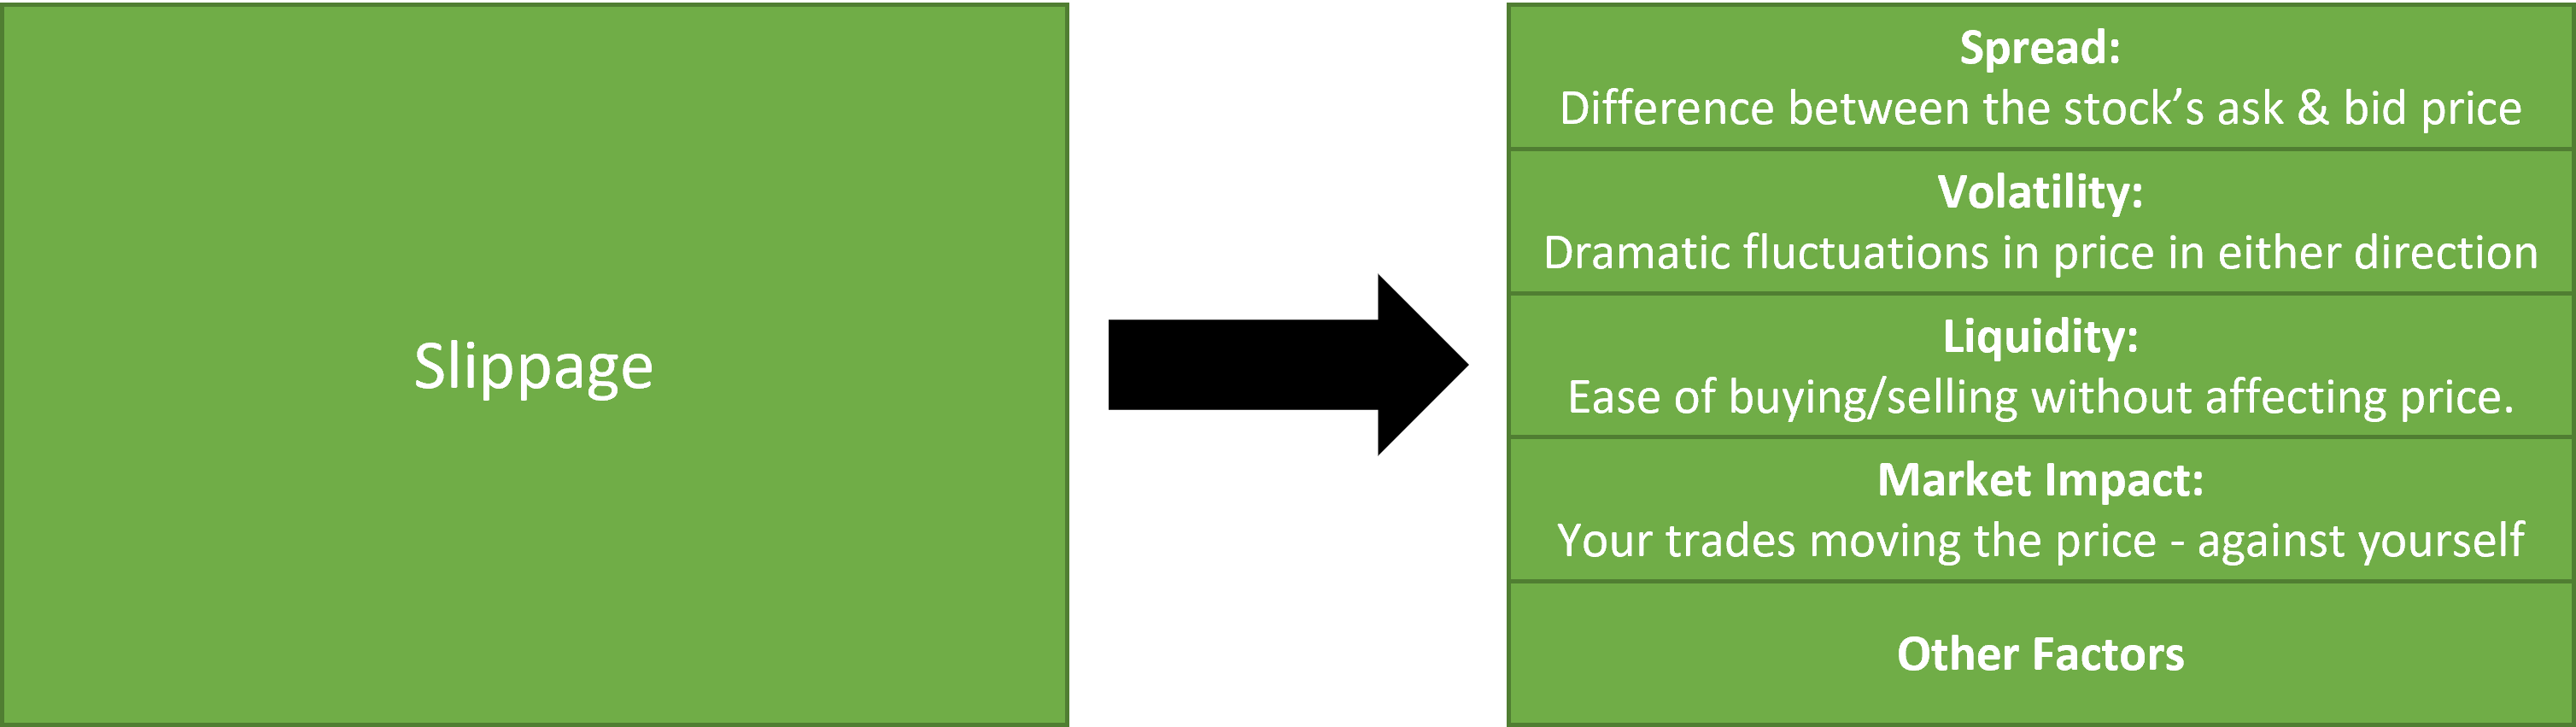 Slippage
Spread:
Difference between the stock’s ask & bid price
Volatility:
Dramatic fluctuations in price in either direction
Liquidity:
Ease of buying/selling without affecting price.
Market Impact:
Your trades moving the price - against yourself
Other Factors